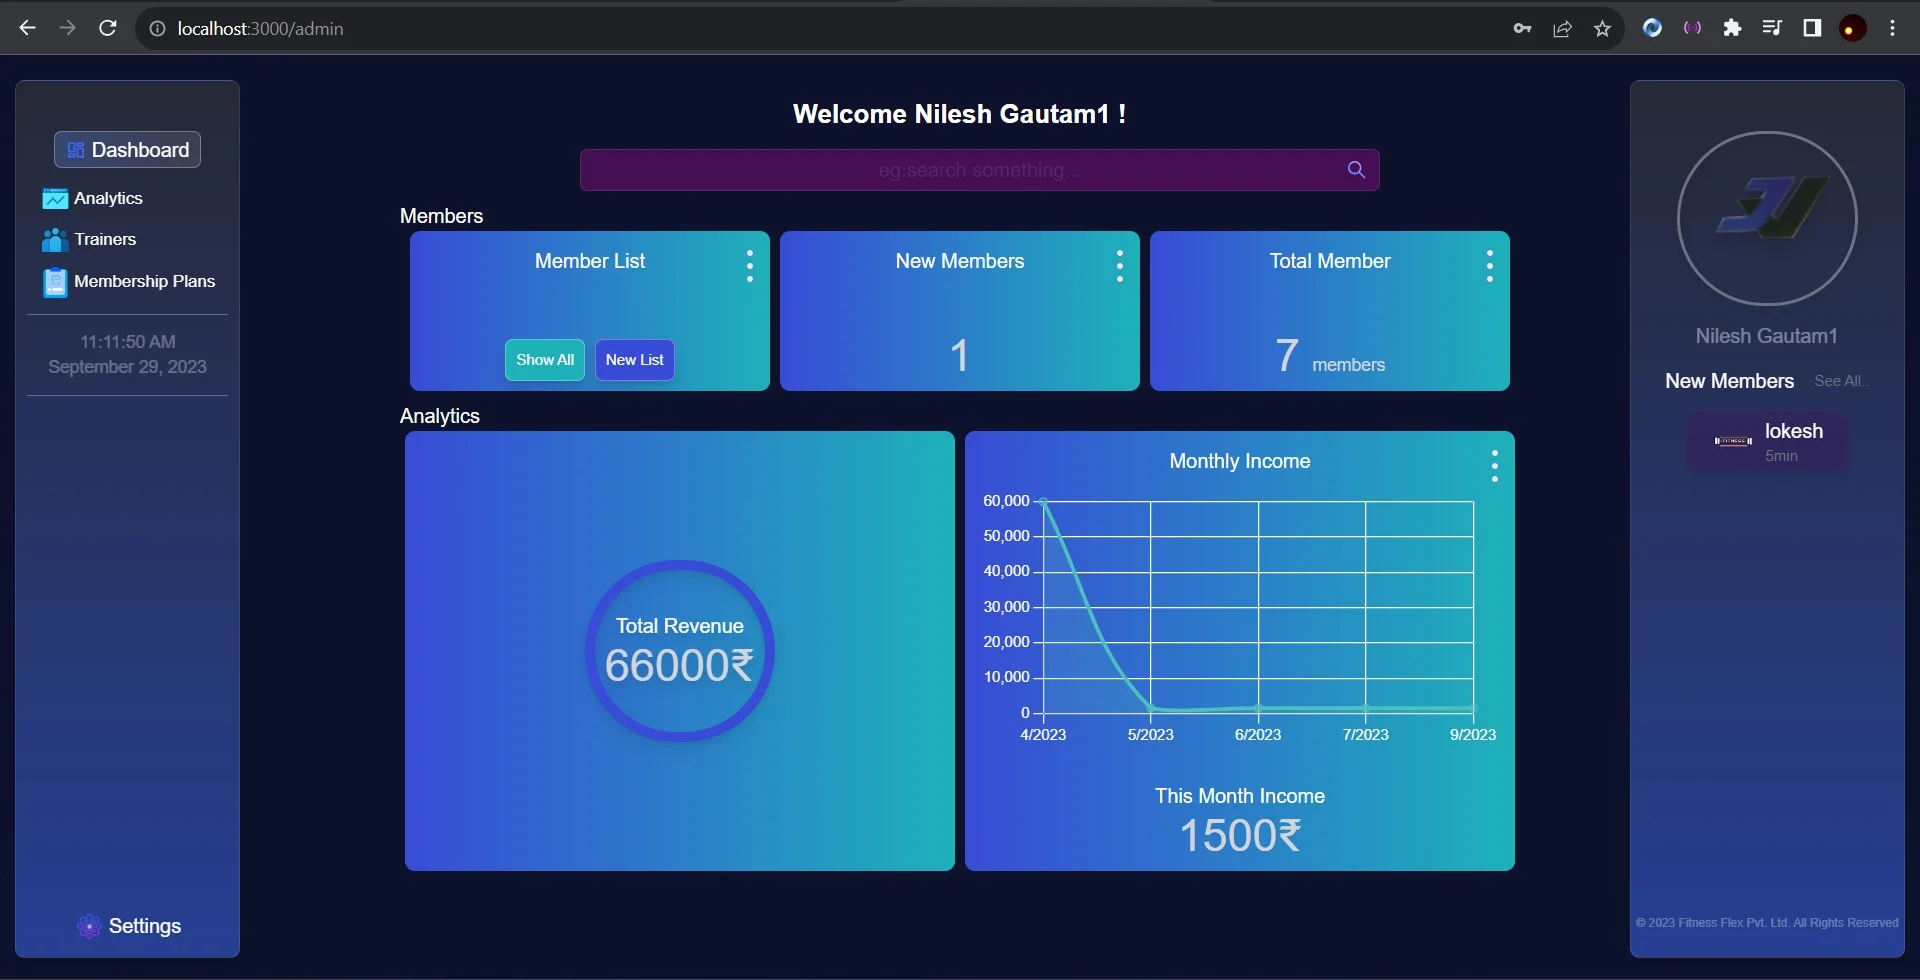 localhost:3000/admin
Dashboard
Analytics
Trainers
Membership Plans
11:11:50 AM
September 29, 2023
Settings
Welcome Nilesh Gautam1 !
eg:search something...
Members
Member List
Show All
New List
New Members
1
Total Member
7 members
Analytics
Total Revenue
66000₹
Monthly Income
60,000
50,000
40,000
30,000
20,000
10,000
0
4/2023 5/2023 6/2023 7/2023 9/2023
This Month Income
1500₹
Nilesh Gautam1
New Members See All..
FITNESS
lokesh
5min
© 2023 Fitness Flex Pvt. Ltd. All Rights Reserved